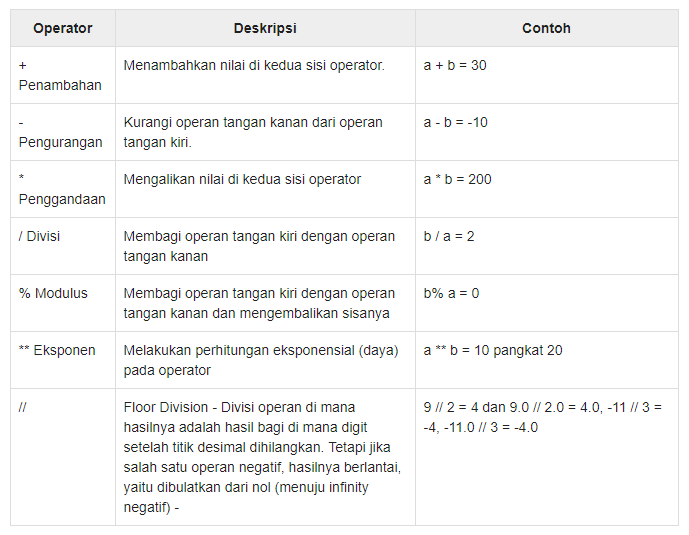 Operator Deskripsi Contoh
+ Penambahan
Menambahkan nilai di kedua sisi operator.
a + b = 30
- Pengurangan
Kurangi operan tangan kanan dari operan
tangan kiri.
a - b = -10
* Penggandaan
Mengalikan nilai di kedua sisi operator
a * b = 200
/ Divisi
Membagi operan tangan kiri dengan operan
tangan kanan
b / a = 2
% Modulus
Membagi operan tangan kiri dengan operan
tangan kanan dan mengembalikan sisanya
b% a = 0
** Eksponen
Melakukan perhitungan eksponensial (daya)
pada operator
a ** b = 10 pangkat 20
//
Floor Division - Divisi operan di mana
hasilnya adalah hasil bagi di mana digit
setelah titik desimal dihilangkan. Tetapi jika
salah satu operan negatif, hasilnya berlantai,
yaitu dibulatkan dari nol (menuju infinity
negatif) -
9 // 2 = 4 dan 9.0 // 2.0 = 4.0, -11 // 3 =
-4, -11.0 // 3 = -4.0